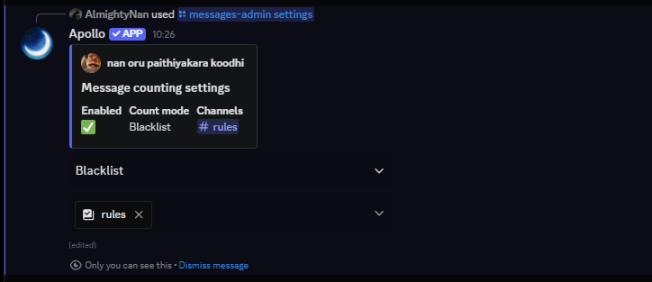 AlmightyNan used messages-admin settings
Apollo ✓ APP 10:26
nan oru paithiyakara koodhi
Message counting settings
Enabled Count mode Channels
✅ Blacklist # rules
Blacklist
rules ×
(edited)
Only you can see this • Dismiss message